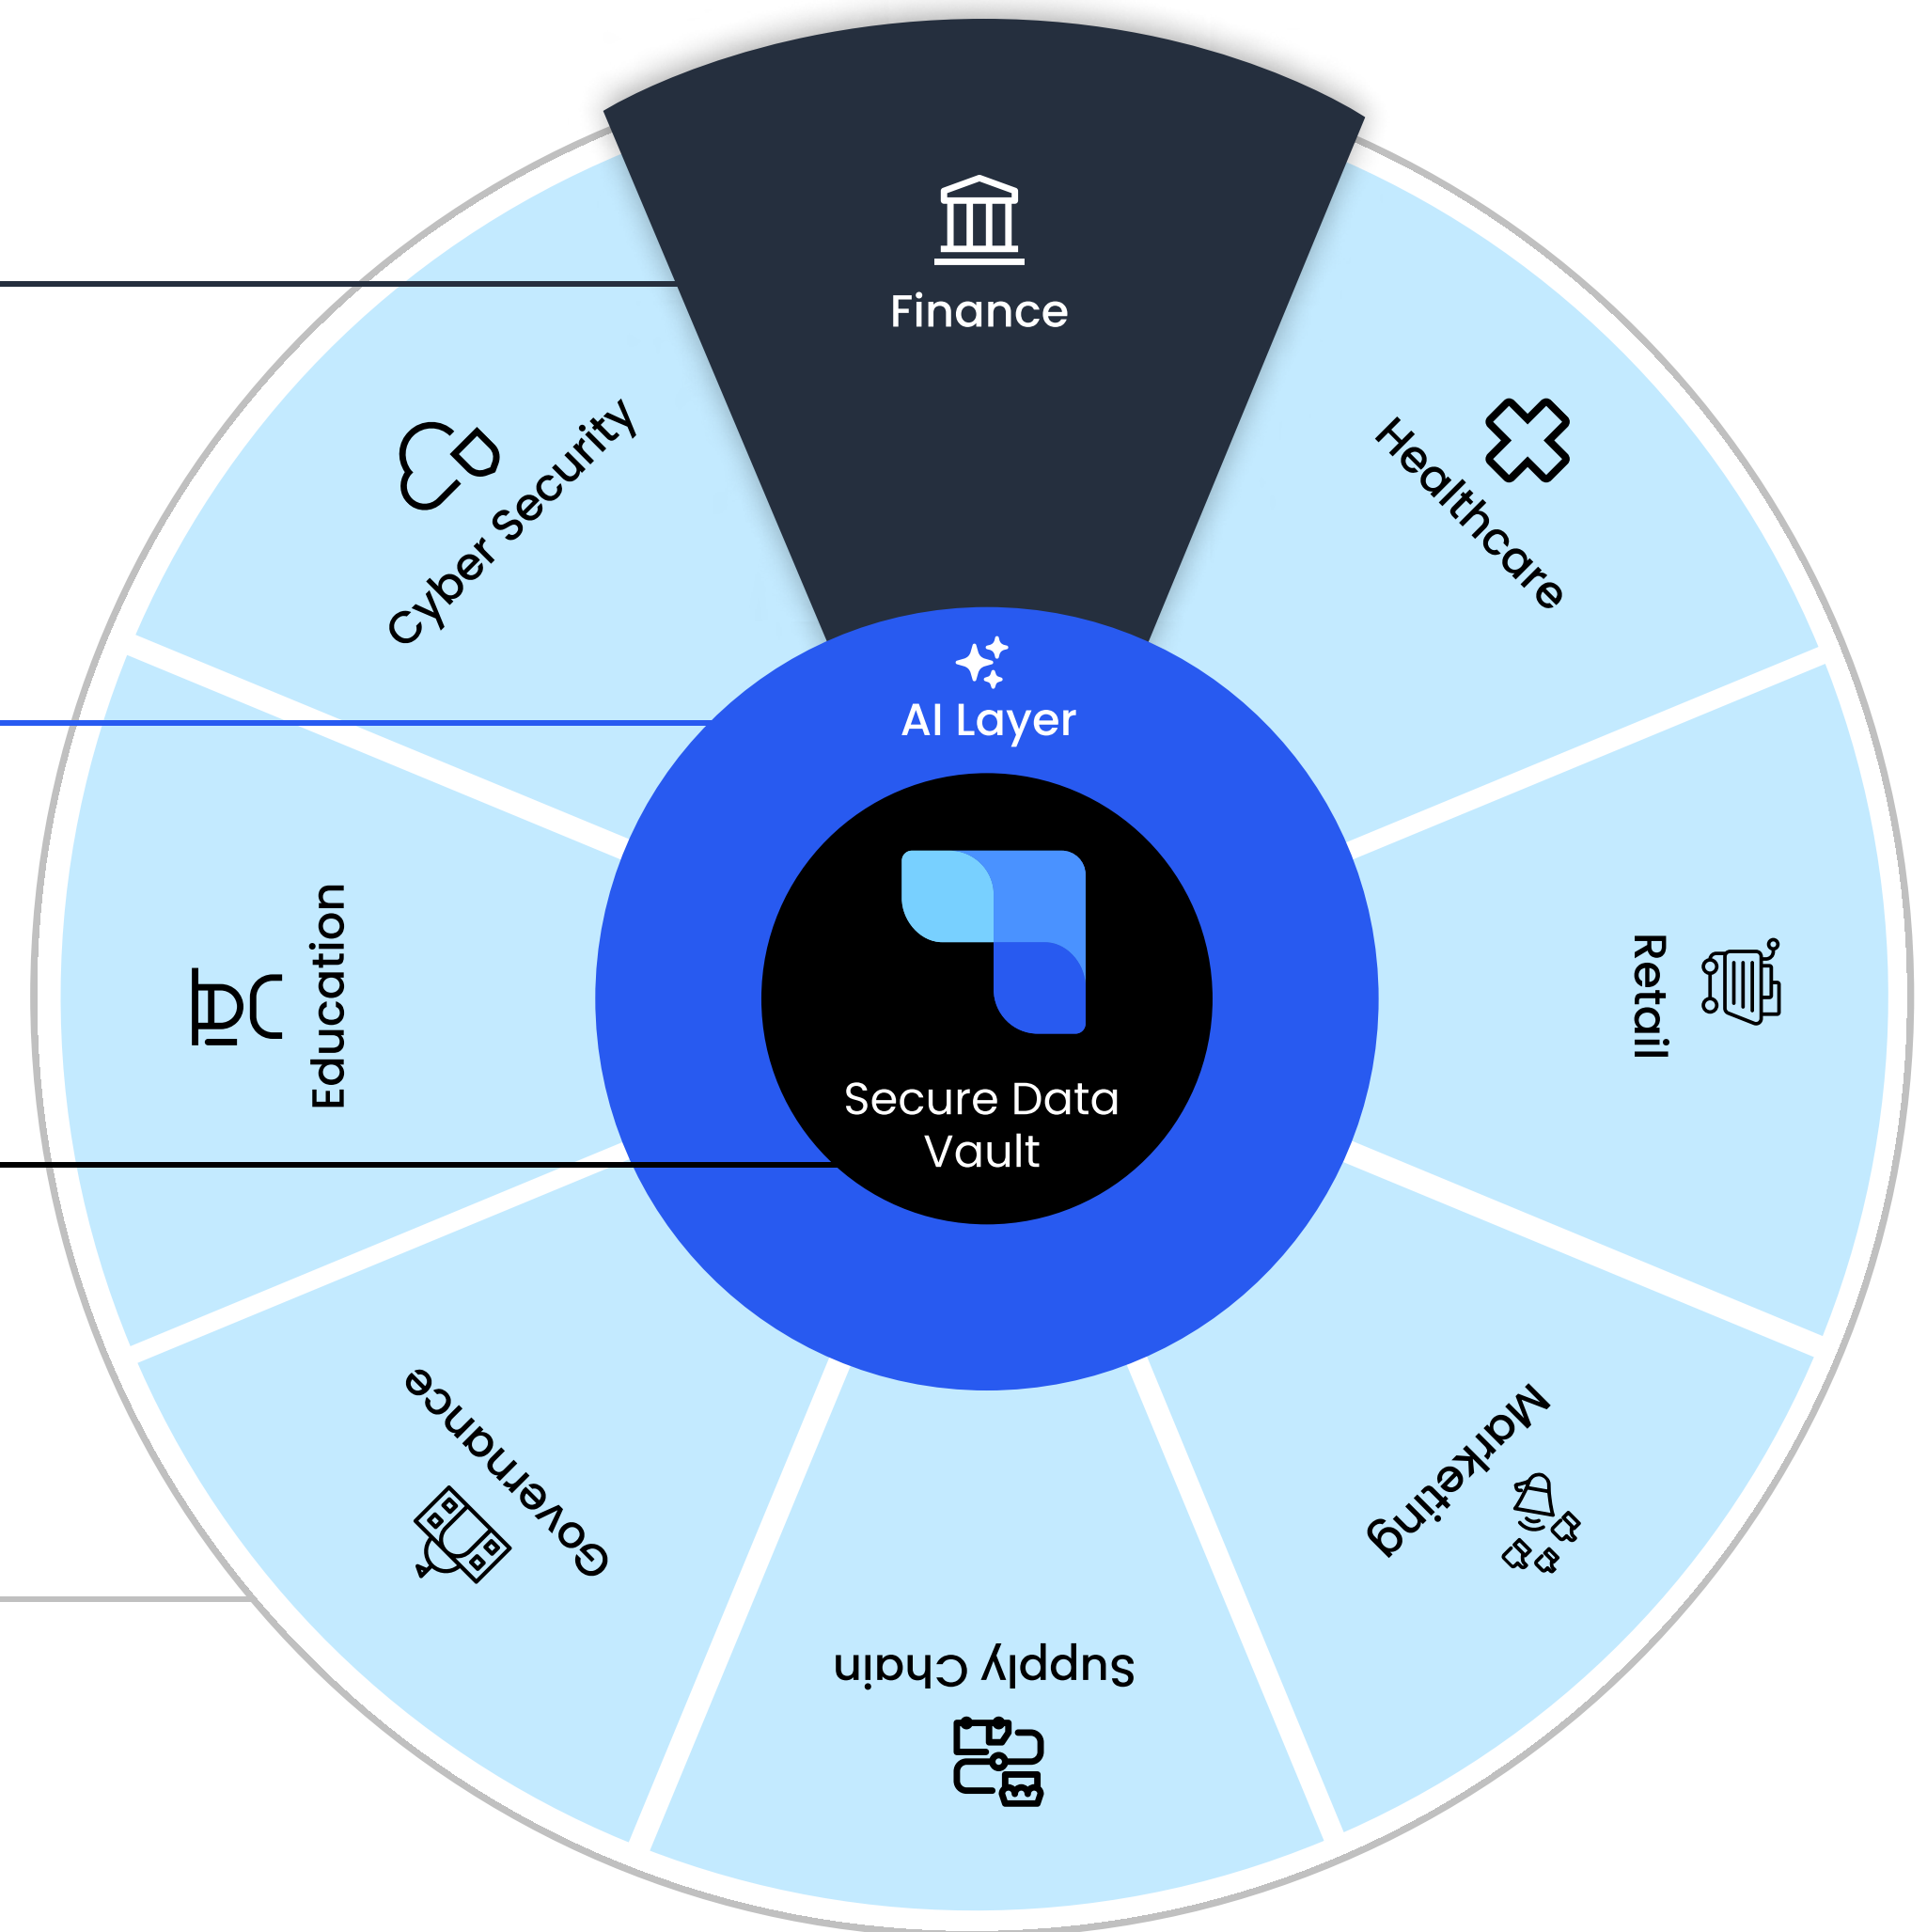 Finance
Healthcare
Retail
Marketing
Supply Chain
Governance
Education
Cyber Security
AI Layer
Secure Data
Vault